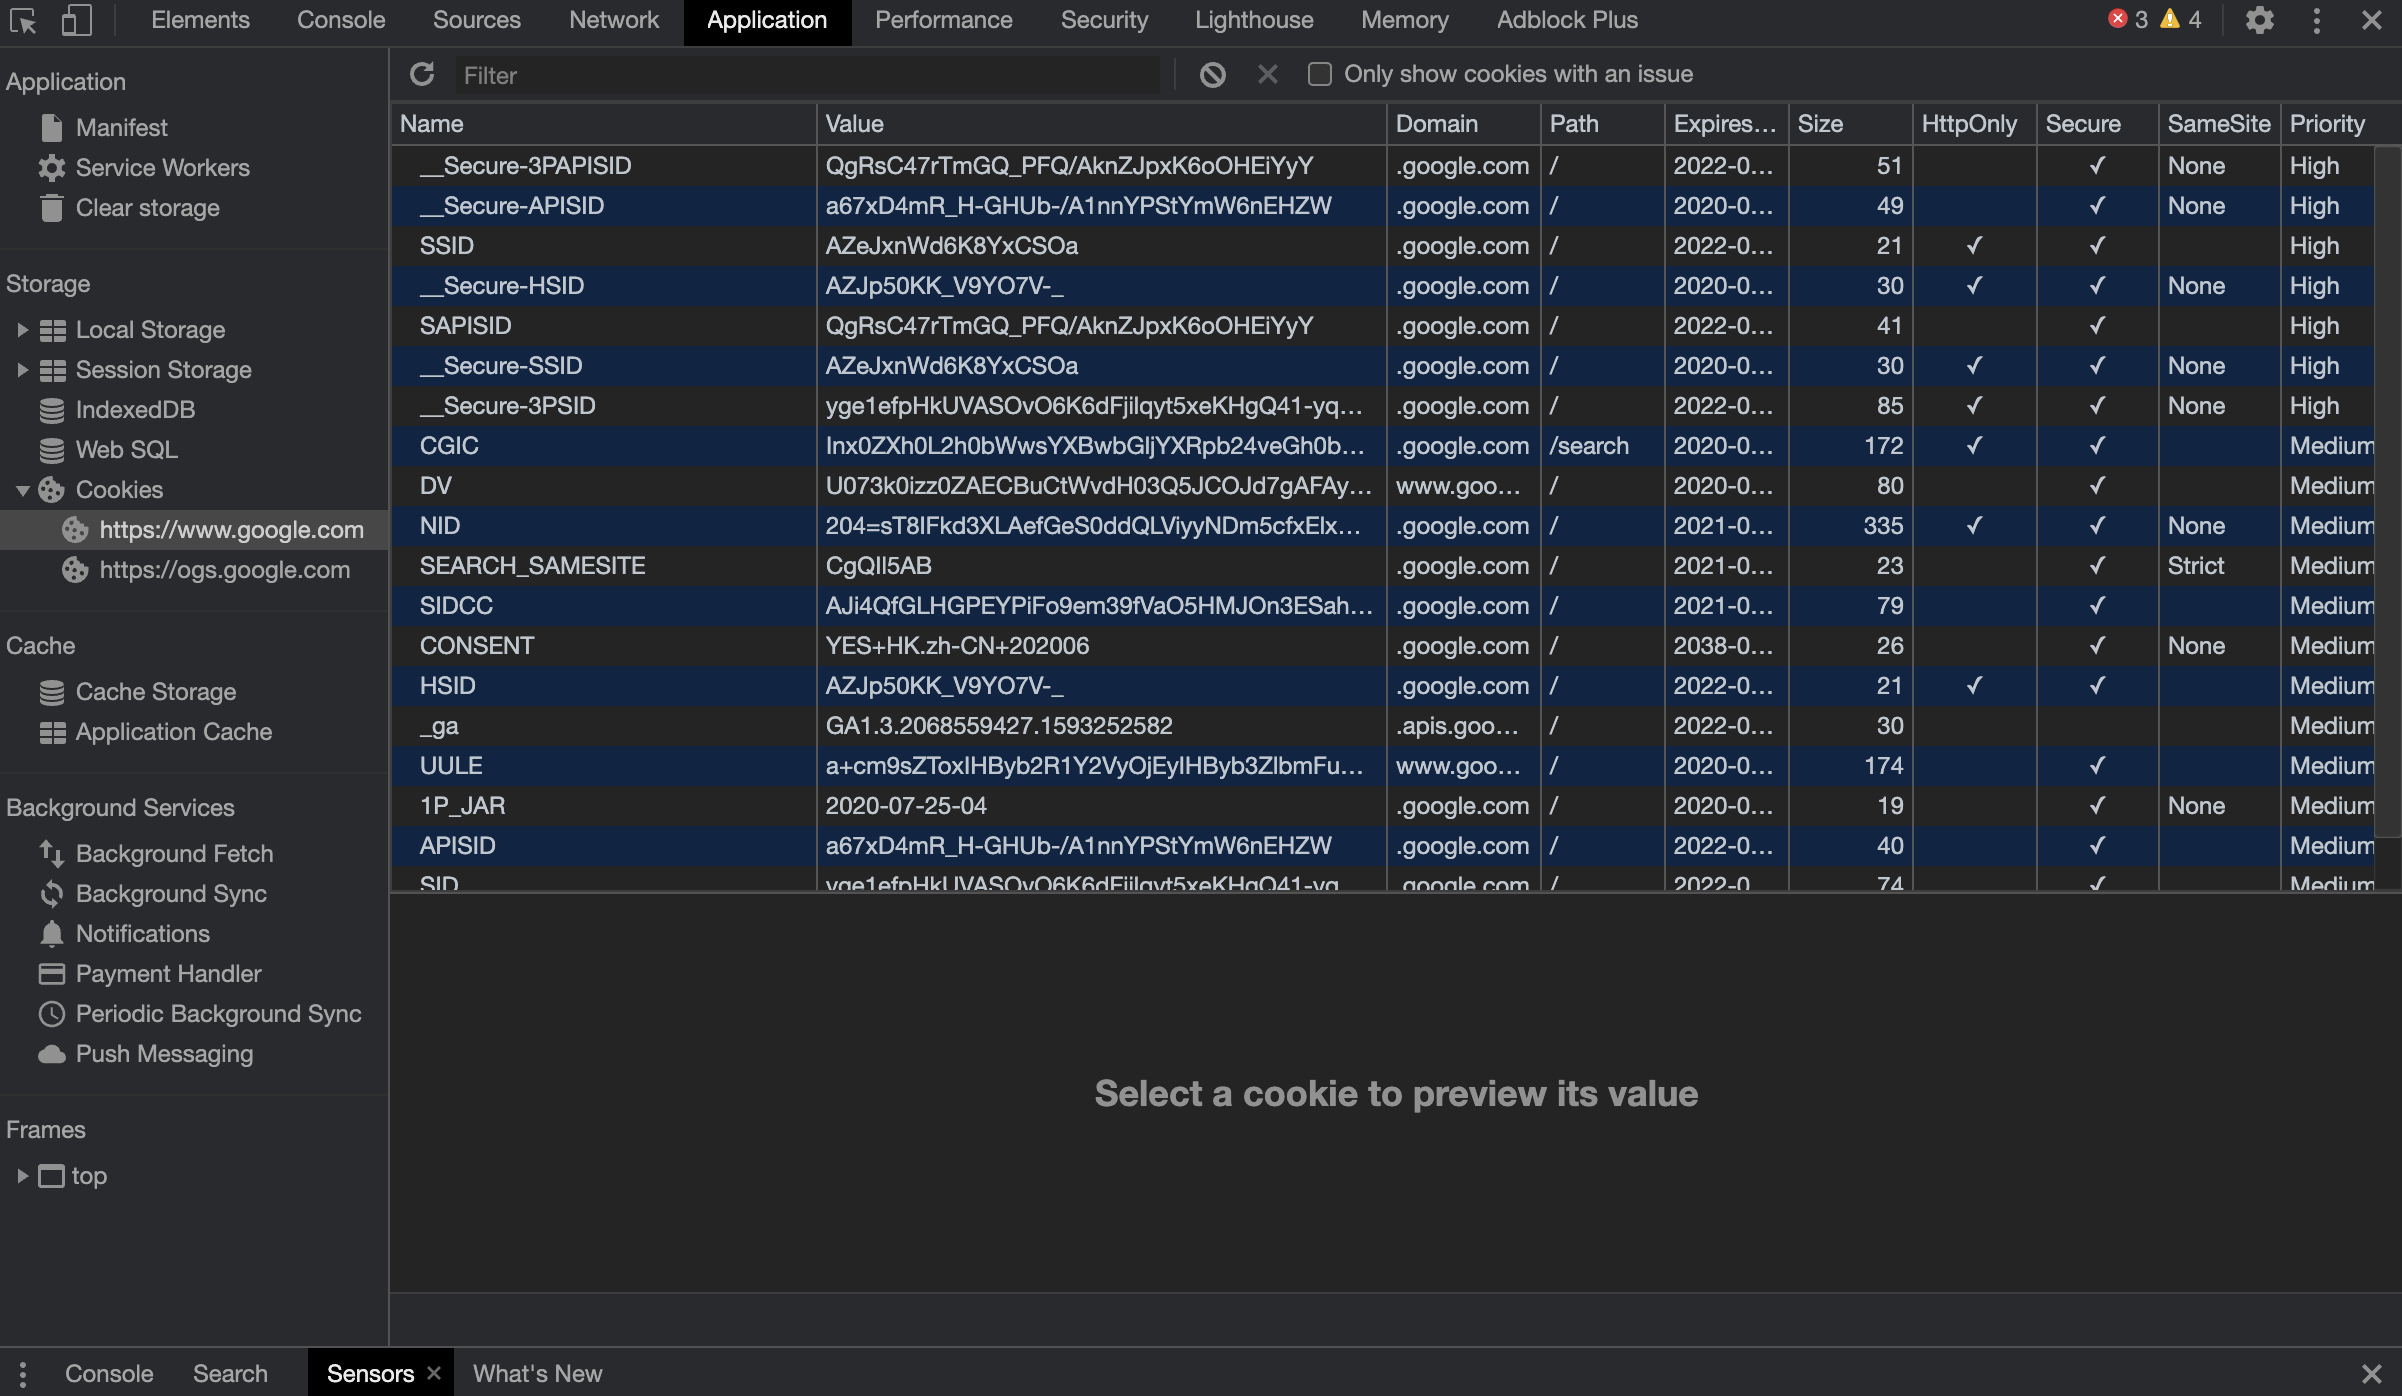 Elements Console Sources Network Application Performance Security Lighthouse Memory Adblock Plus 3 4
Application
Manifest
Service Workers
Clear storage
Storage
Local Storage
Session Storage
IndexedDB
Web SQL
Cookies
https://www.google.com
https://ogs.google.com
Cache
Cache Storage
Application Cache
Background Services
Background Fetch
Background Sync
Notifications
Payment Handler
Periodic Background Sync
Push Messaging
Frames
top
Filter Only show cookies with an issue
Name Value Domain Path Expires... Size HttpOnly Secure SameSite Priority
__Secure-3PAPISID QgRsC47rTmGQ_PFQ/AknZJpxK6oOHEiYyY .google.com / 2022-0... 51 ✓ None High
__Secure-APISID a67xD4mR_H-GHUb-/A1nnYPStYmW6nEHZW .google.com / 2020-0... 49 ✓ None High
SSID AZeJxnWd6K8YxCSOa .google.com / 2022-0... 21 ✓ ✓ High
__Secure-HSID AZJp50KK_V9YO7V-_ .google.com / 2020-0... 30 ✓ ✓ None High
SAPISID QgRsC47rTmGQ_PFQ/AknZJpxK6oOHEiYyY .google.com / 2022-0... 41 ✓ High
__Secure-SSID AZeJxnWd6K8YxCSOa .google.com / 2020-0... 30 ✓ ✓ None High
__Secure-3PSID yge1efpHkUVASOvO6K6dFjilqyt5xeKHgQ41-yq... .google.com / 2022-0... 85 ✓ ✓ None High
CGIC Inx0ZXh0L2h0bWwsYXBwbGljYXRpb24veGh0b... .google.com /search 2020-0... 172 ✓ ✓ Medium
DV U073k0izz0ZAECBuCtWvdH03Q5JCOJd7gAFAy... www.goo... / 2020-0... 80 ✓ Medium
NID 204=sT8IFkd3XLAefGeS0ddQLViyyNDm5cfxElx... .google.com / 2021-0... 335 ✓ ✓ None Medium
SEARCH_SAMESITE CgQIl5AB .google.com / 2021-0... 23 ✓ Strict Medium
SIDCC AJi4QfGLHGPEYPiFo9em39fVaO5HMJOn3ESah... .google.com / 2021-0... 79 ✓ Medium
CONSENT YES+HK.zh-CN+202006 .google.com / 2038-0... 26 ✓ None Medium
HSID AZJp50KK_V9YO7V-_ .google.com / 2022-0... 21 ✓ ✓ Medium
_ga GA1.3.2068559427.1593252582 .apis.goo... / 2022-0... 30 Medium
UULE a+cm9sZToxIHByb2R1Y2VyOjEyIHByb3ZlbmFu... www.goo... / 2020-0... 174 ✓ Medium
1P_JAR 2020-07-25-04 .google.com / 2020-0... 19 ✓ None Medium
APISID a67xD4mR_H-GHUb-/A1nnYPStYmW6nEHZW .google.com / 2022-0... 40 ✓ Medium
SID yge1efpHkUVASOvO6K6dFjilqyt5xeKHgQ41-yq .google.com / 2022-0 74 ✓ Medium
Select a cookie to preview its value
Console Search Sensors What's New